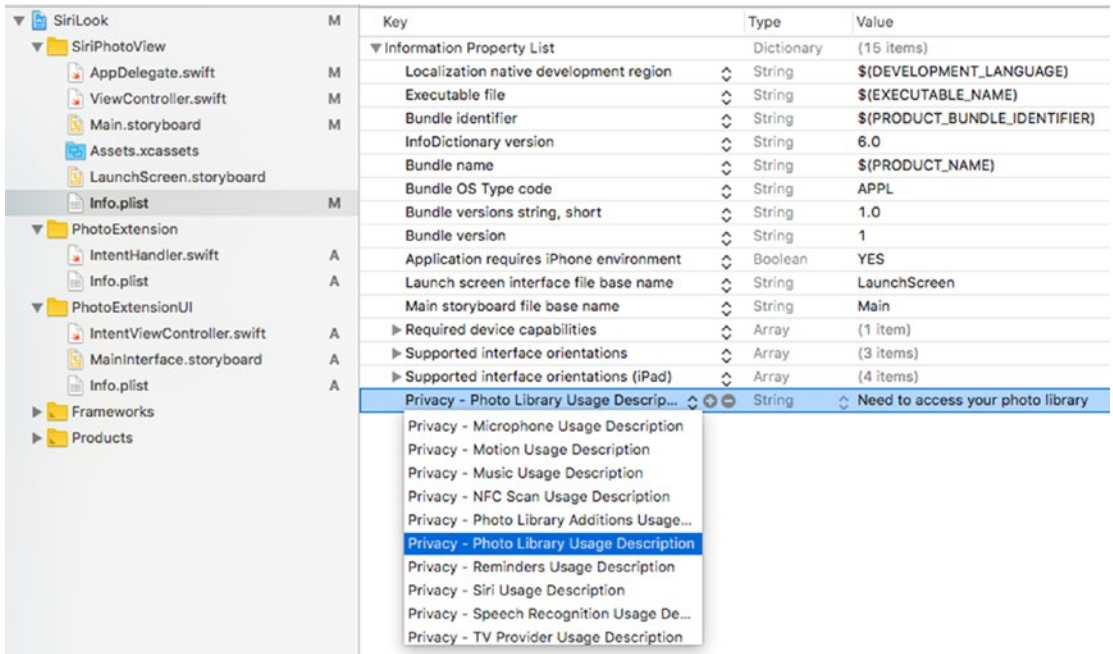 SiriLook M
SiriPhotoView
AppDelegate.swift M
ViewController.swift M
Main.storyboard M
Assets.xcassets
LaunchScreen.storyboard
Info.plist M
PhotoExtension
IntentHandler.swift A
Info.plist A
PhotoExtensionUI
IntentViewController.swift A
MainInterface.storyboard A
Info.plist A
Frameworks
Products
Key Type Value
Information Property List Dictionary (15 items)
Localization native development region String $(DEVELOPMENT_LANGUAGE)
Executable file String $(EXECUTABLE_NAME)
Bundle identifier String $(PRODUCT_BUNDLE_IDENTIFIER)
InfoDictionary version String 6.0
Bundle name String $(PRODUCT_NAME)
Bundle OS Type code String APPL
Bundle versions string, short String 1.0
Bundle version String 1
Application requires iPhone environment Boolean YES
Launch screen interface file base name String LaunchScreen
Main storyboard file base name String Main
Required device capabilities Array (1 item)
Supported interface orientations Array (3 items)
Supported interface orientations (iPad) Array (4 items)
Privacy - Photo Library Usage Descrip... String Need to access your photo library
Privacy - Microphone Usage Description
Privacy - Motion Usage Description
Privacy - Music Usage Description
Privacy - NFC Scan Usage Description
Privacy - Photo Library Additions Usage...
Privacy - Photo Library Usage Description
Privacy - Reminders Usage Description
Privacy - Siri Usage Description
Privacy - Speech Recognition Usage De...
Privacy - TV Provider Usage Description